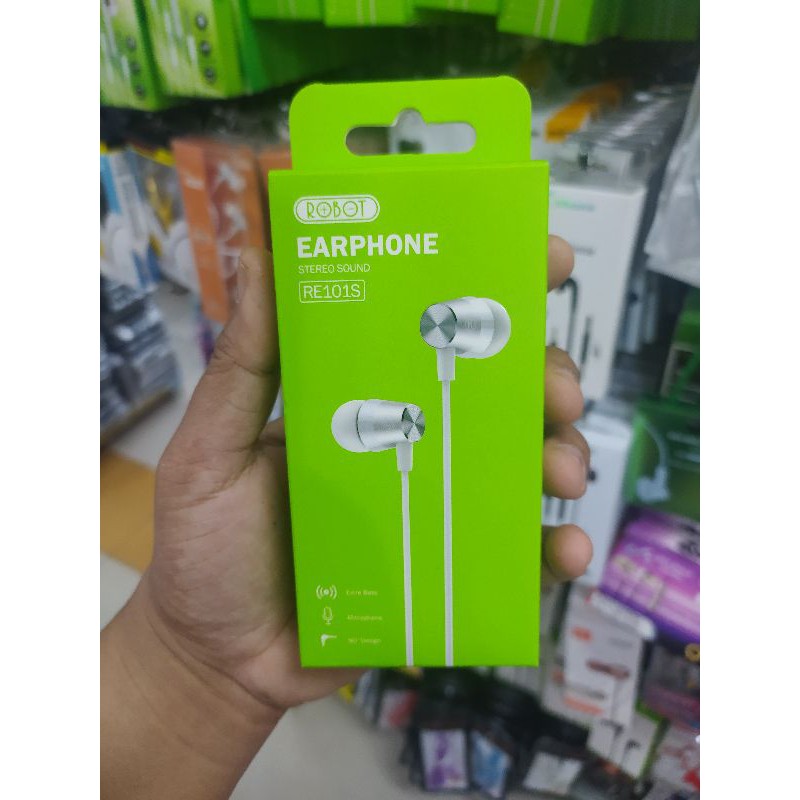 ROBOT
EARPHONE
STEREO SOUND
RE101S
Extra Bass
Microphone
90° Design